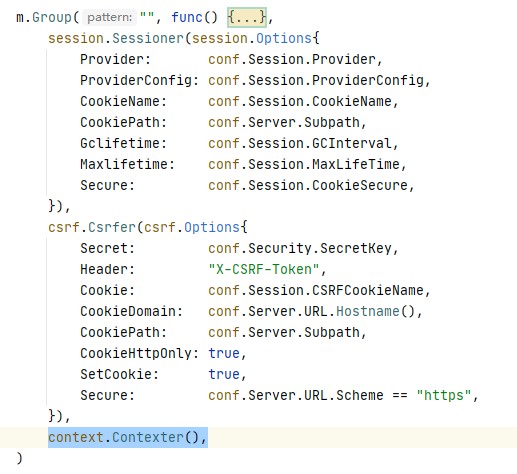 m.Group( pattern: "", func() {...},
    session.Sessioner(session.Options{
        Provider:       conf.Session.Provider,
        ProviderConfig: conf.Session.ProviderConfig,
        CookieName:     conf.Session.CookieName,
        CookiePath:     conf.Server.Subpath,
        Gclifetime:     conf.Session.GCInterval,
        Maxlifetime:    conf.Session.MaxLifeTime,
        Secure:         conf.Session.CookieSecure,
    }),
    csrf.Csrfer(csrf.Options{
        Secret:         conf.Security.SecretKey,
        Header:         "X-CSRF-Token",
        Cookie:         conf.Session.CSRFCookieName,
        CookieDomain:   conf.Server.URL.Hostname(),
        CookiePath:     conf.Server.Subpath,
        CookieHttpOnly: true,
        SetCookie:      true,
        Secure:         conf.Server.URL.Scheme == "https",
    }),
    context.Contexter(),
)